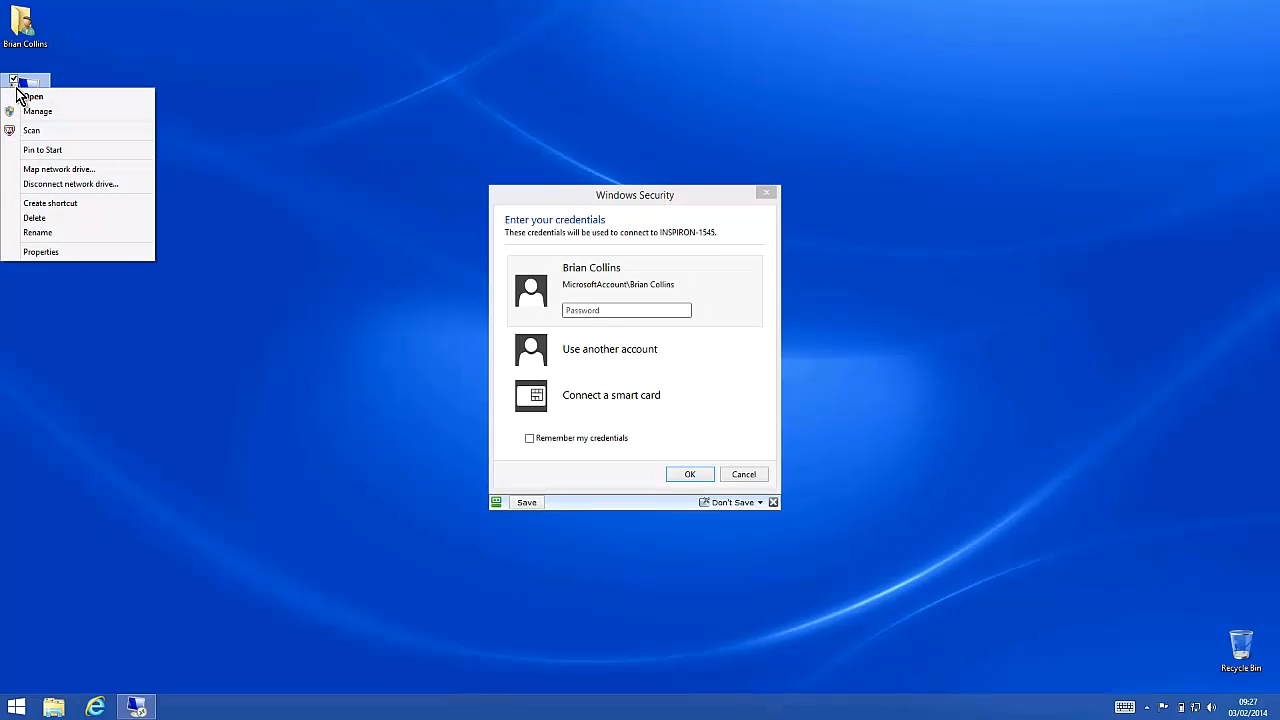 Brian Collins
Open
Manage
Scan
Pin to Start
Map network drive...
Disconnect network drive...
Create shortcut
Delete
Rename
Properties
Windows Security
Enter your credentials
These credentials will be used to connect to INSPIRON-1545.
Brian Collins
MicrosoftAccount\Brian Collins
Password
Use another account
Connect a smart card
Remember my credentials
OK Cancel
Save Don't Save
Recycle Bin
09:27
03/02/2014